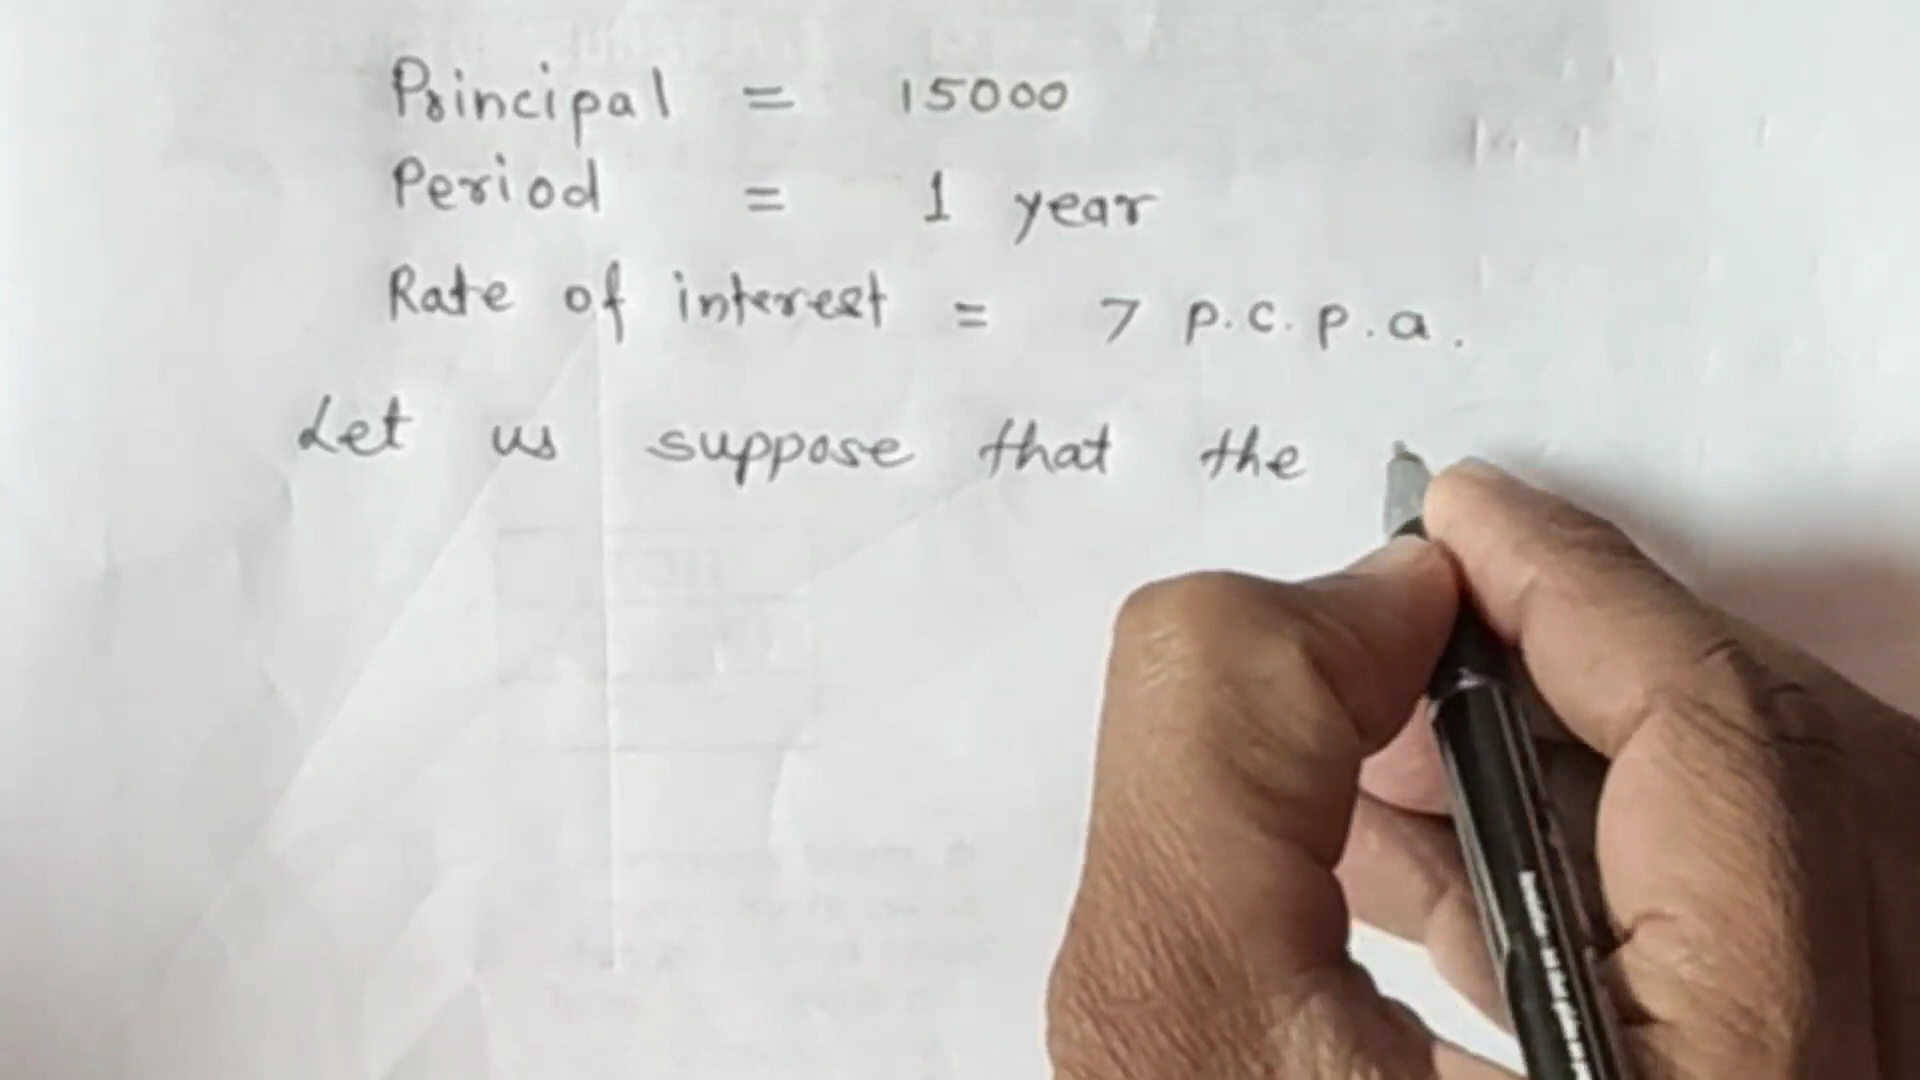 Principal = 15000
Period = 1 year
Rate of interest = 7 p.c.p.a.
Let us suppose that the